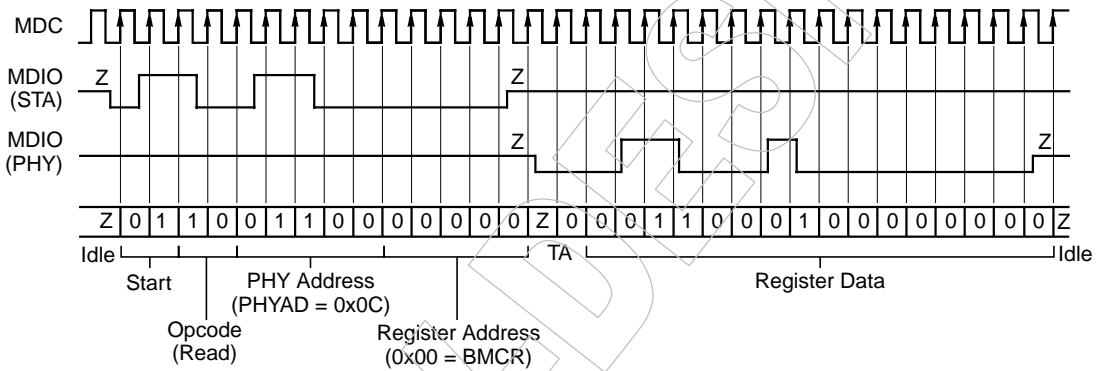 MDC
MDIO
(STA)
Z
Z
MDIO
(PHY)
Z
Z
Z 0 1 1 0 0 1 1 0 0 0 0 0 0 0 Z 0 0 0 1 1 0 0 0 1 0 0 0 0 0 0 0 0 Z
Idle
TA
Idle
Start
PHY Address
(PHYAD = 0x0C)
Register Data
Opcode
(Read)
Register Address
(0x00 = BMCR)